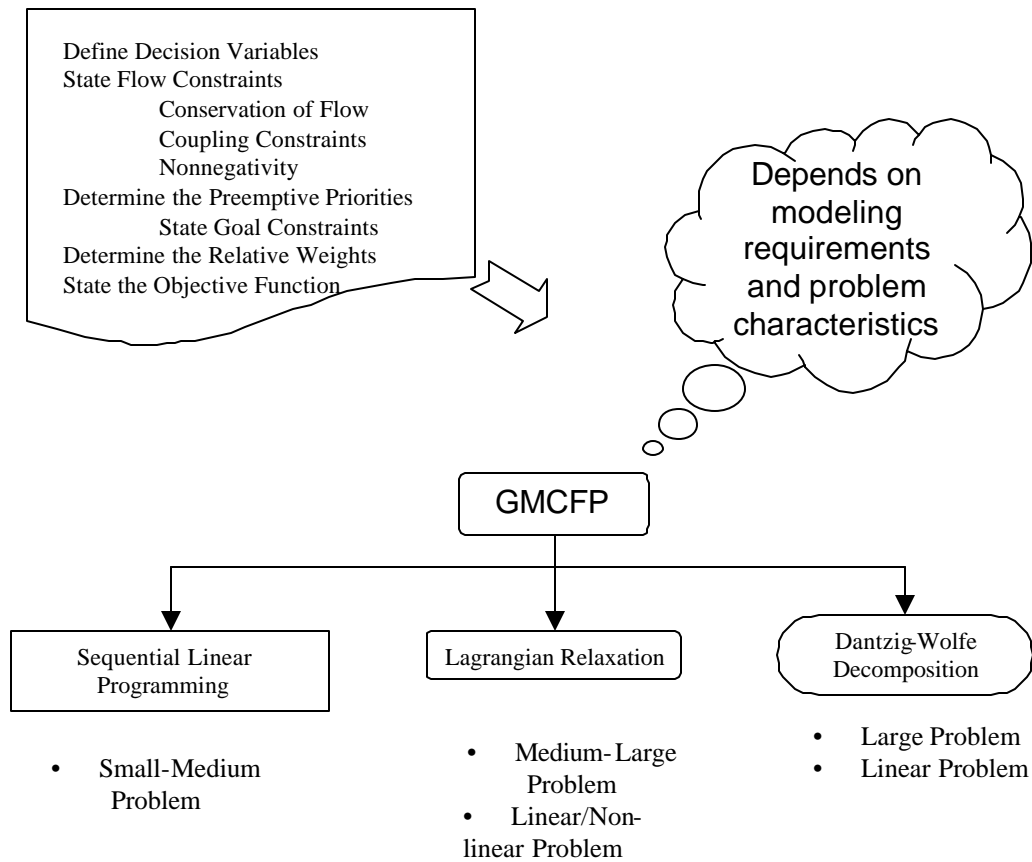 Define Decision Variables
State Flow Constraints
Conservation of Flow
Coupling Constraints
Nonnegativity
Determine the Preemptive Priorities
State Goal Constraints
Determine the Relative Weights
State the Objective Function
Depends on
modeling
requirements
and problem
characteristics
GMCFP
Sequential Linear
Programming
• Small-Medium
Problem
Lagrangian Relaxation
• Medium-Large
Problem
• Linear/Non-
linear Problem
Dantzig-Wolfe
Decomposition
• Large Problem
• Linear Problem